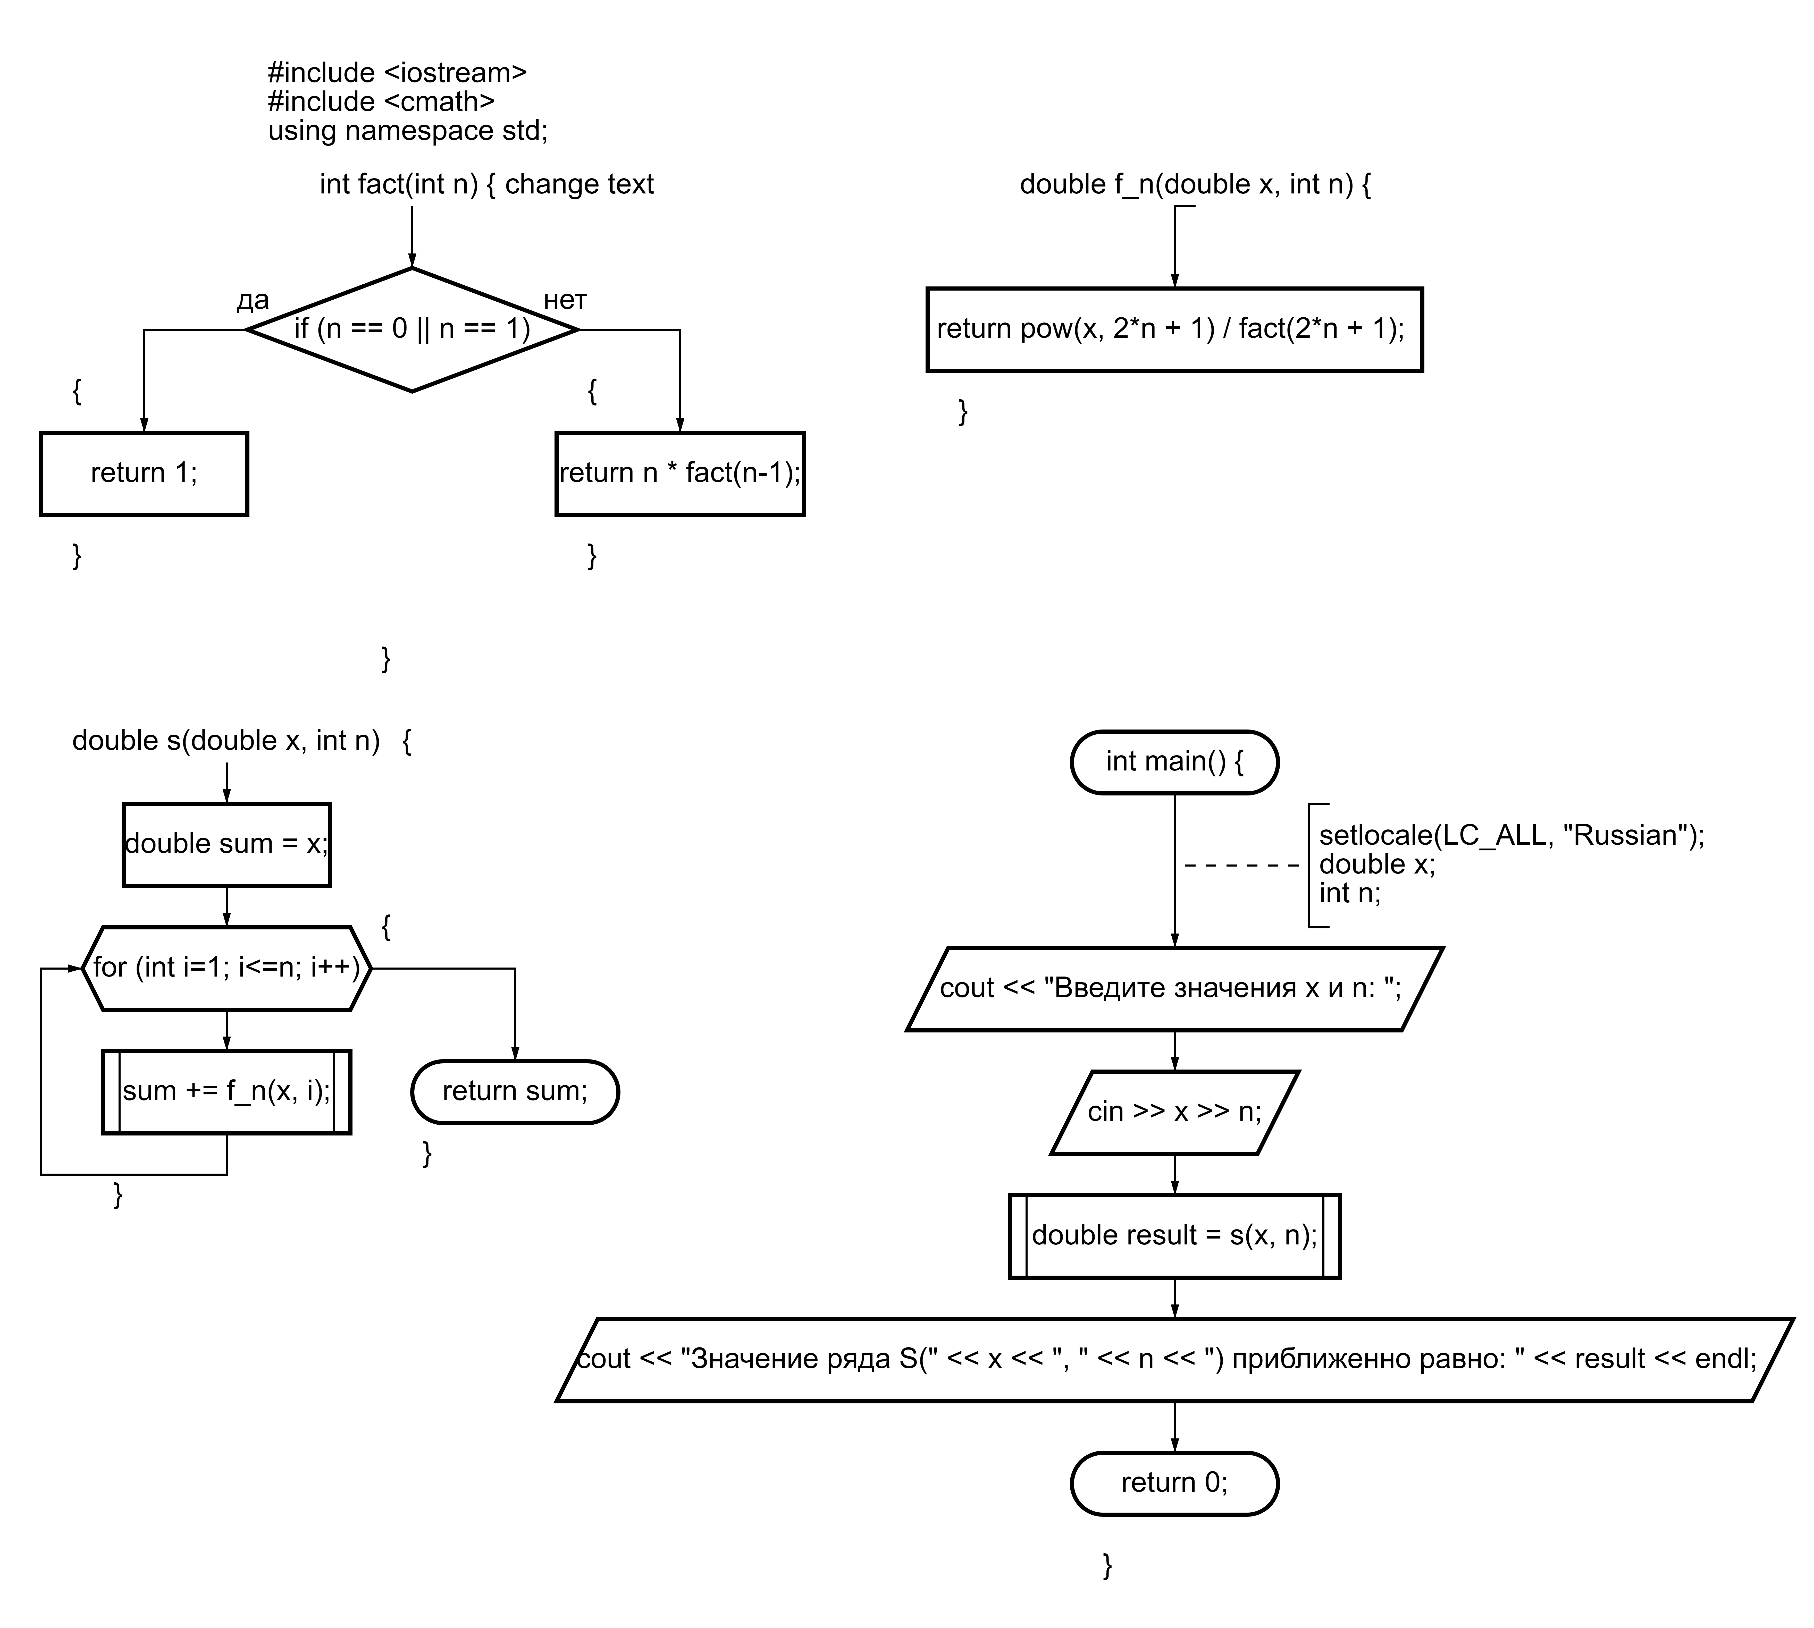 #include <iostream>
#include <cmath>
using namespace std;
int fact(int n) { change text
да
нет
if (n == 0 || n == 1)
{
{
return 1;
return n * fact(n-1);
}
}
}
double f_n(double x, int n) {
return pow(x, 2*n + 1) / fact(2*n + 1);
}
double s(double x, int n) {
double sum = x;
{
for (int i=1; i<=n; i++)
sum += f_n(x, i);
return sum;
}
}
int main() {
setlocale(LC_ALL, "Russian");
double x;
int n;
cout << "Введите значения x и n: ";
cin >> x >> n;
double result = s(x, n);
cout << "Значение ряда S(" << x << ", " << n << ") приближенно равно: " << result << endl;
return 0;
}